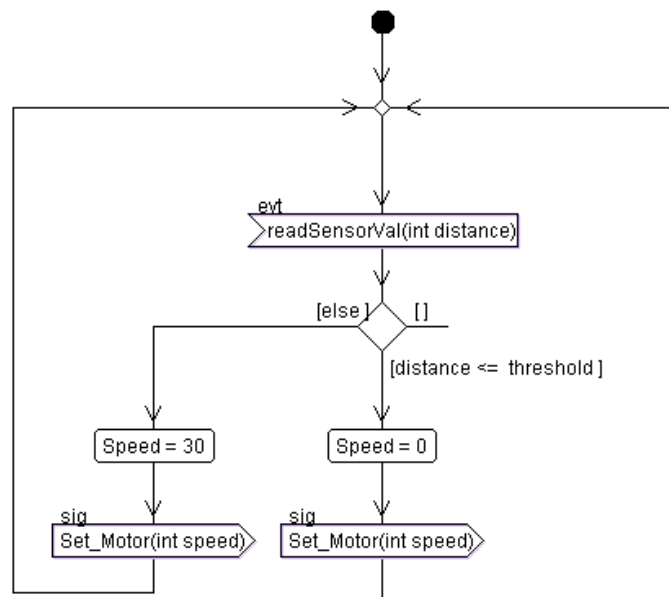 evt
readSensorVal(int distance)
[else ]
[ ]
[distance <= threshold ]
Speed = 30
Speed = 0
sig
Set_Motor(int speed)
sig
Set_Motor(int speed)